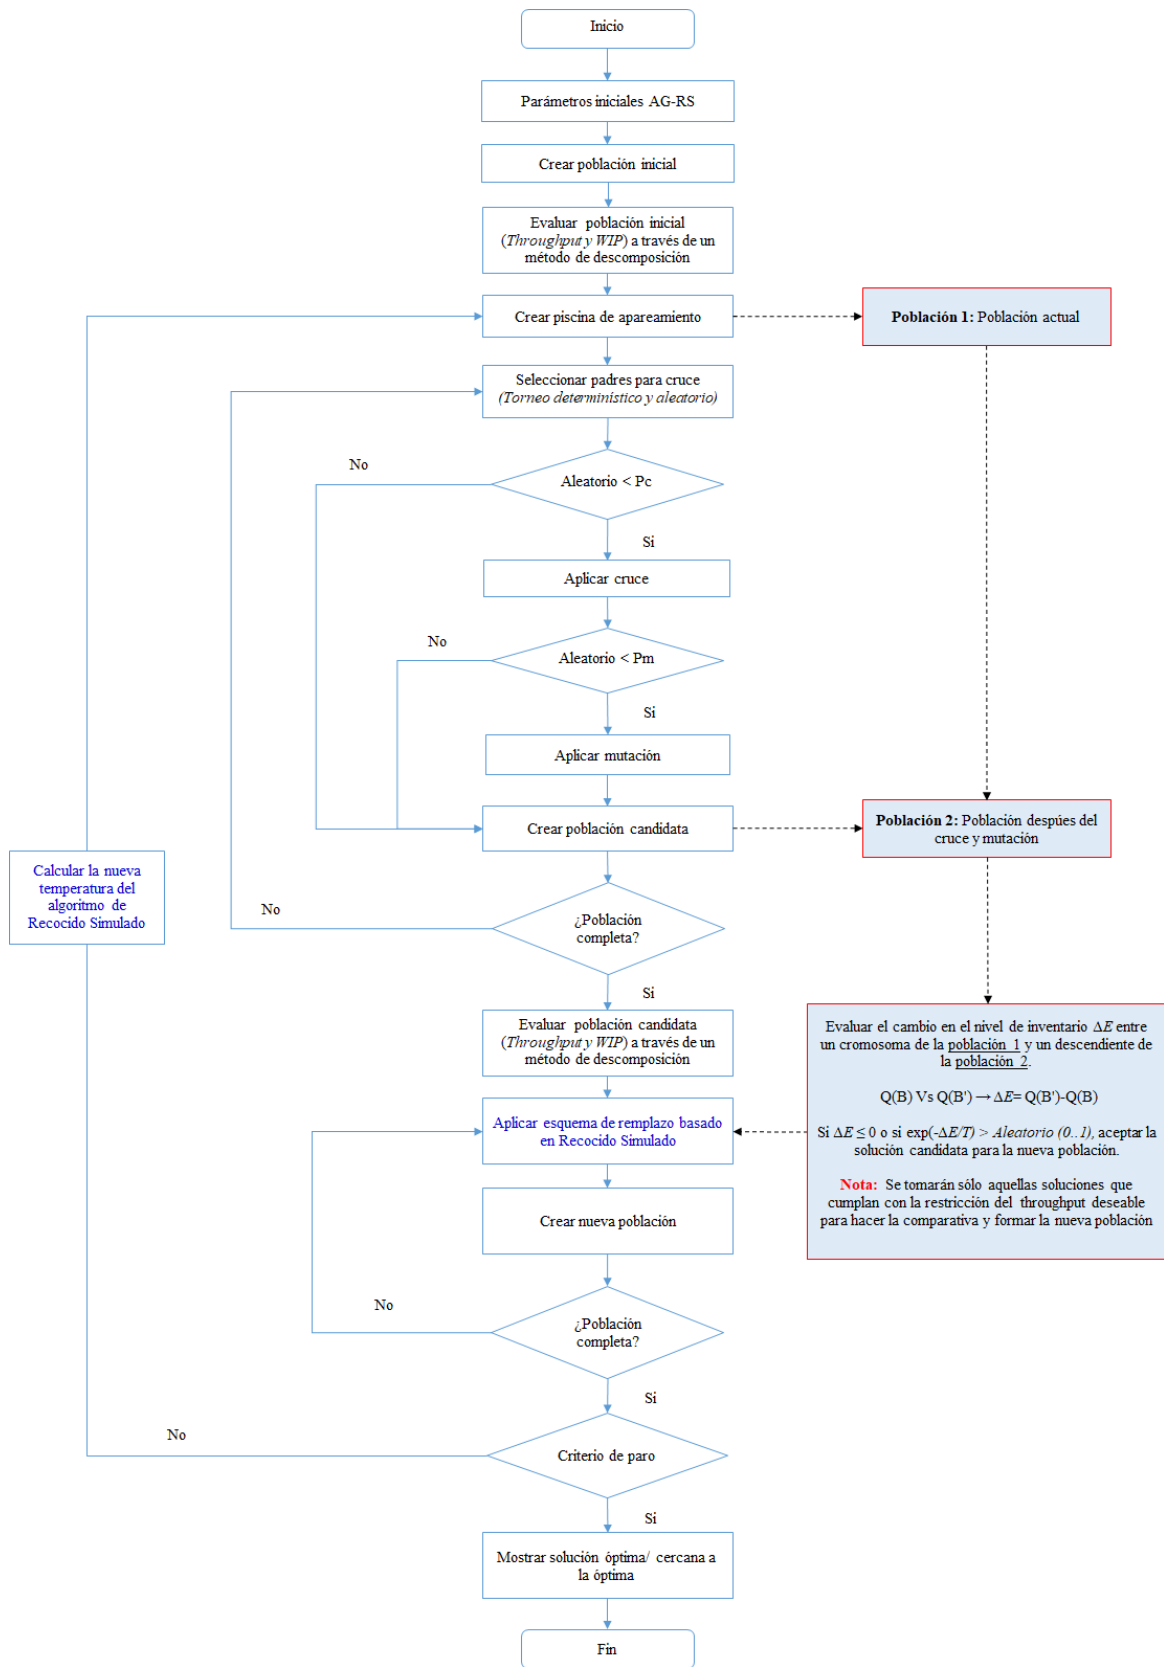 Inicio
Parámetros iniciales AG-RS
Crear población inicial
Evaluar población inicial
(Throughput y WIP) a través de un
método de descomposición
Crear piscina de apareamiento
Población 1: Población actual
Seleccionar padres para cruce
(Torneo determinístico y aleatorio)
No
Aleatorio < Pc
Si
Aplicar cruce
No
Aleatorio < Pm
Si
Aplicar mutación
Crear población candidata
Población 2: Población despúes del
cruce y mutación
Calcular la nueva
temperatura del
algoritmo de
Recocido Simulado
No
¿Población
completa?
Si
Evaluar población candidata
(Throughput y WIP) a través de un
método de descomposición
Evaluar el cambio en el nivel de inventario ΔE entre
un cromosoma de la población 1 y un descendiente de
la población 2.
Q(B) Vs Q(B') → ΔE= Q(B')-Q(B)
Si ΔE ≤ 0 o si exp(-ΔE/T) > Aleatorio (0..1), aceptar la
solución candidata para la nueva población.
Nota: Se tomarán sólo aquellas soluciones que
cumplan con la restricción del throughput deseable
para hacer la comparativa y formar la nueva población
Aplicar esquema de remplazo basado
en Recocido Simulado
Crear nueva población
No
¿Población
completa?
Si
No
Criterio de paro
Si
Mostrar solución óptima/ cercana a
la óptima
Fin